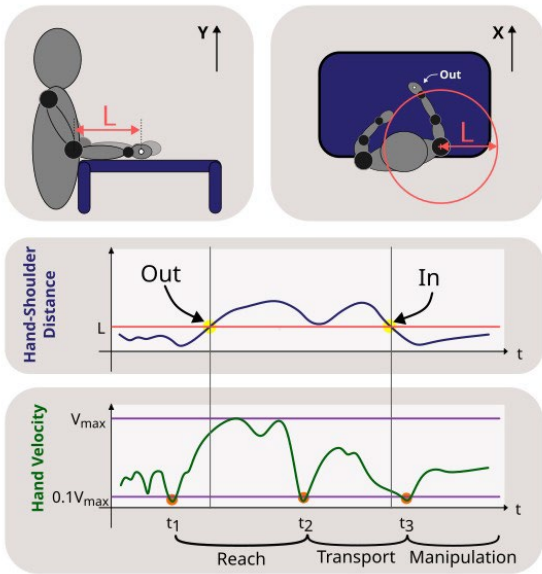 Y
L
X
Out
L
Hand-Shoulder
Distance
Out
In
L
t
Hand Velocity
Vmax
0.1Vmax
t
t1
t2
t3
Reach
Transport
Manipulation